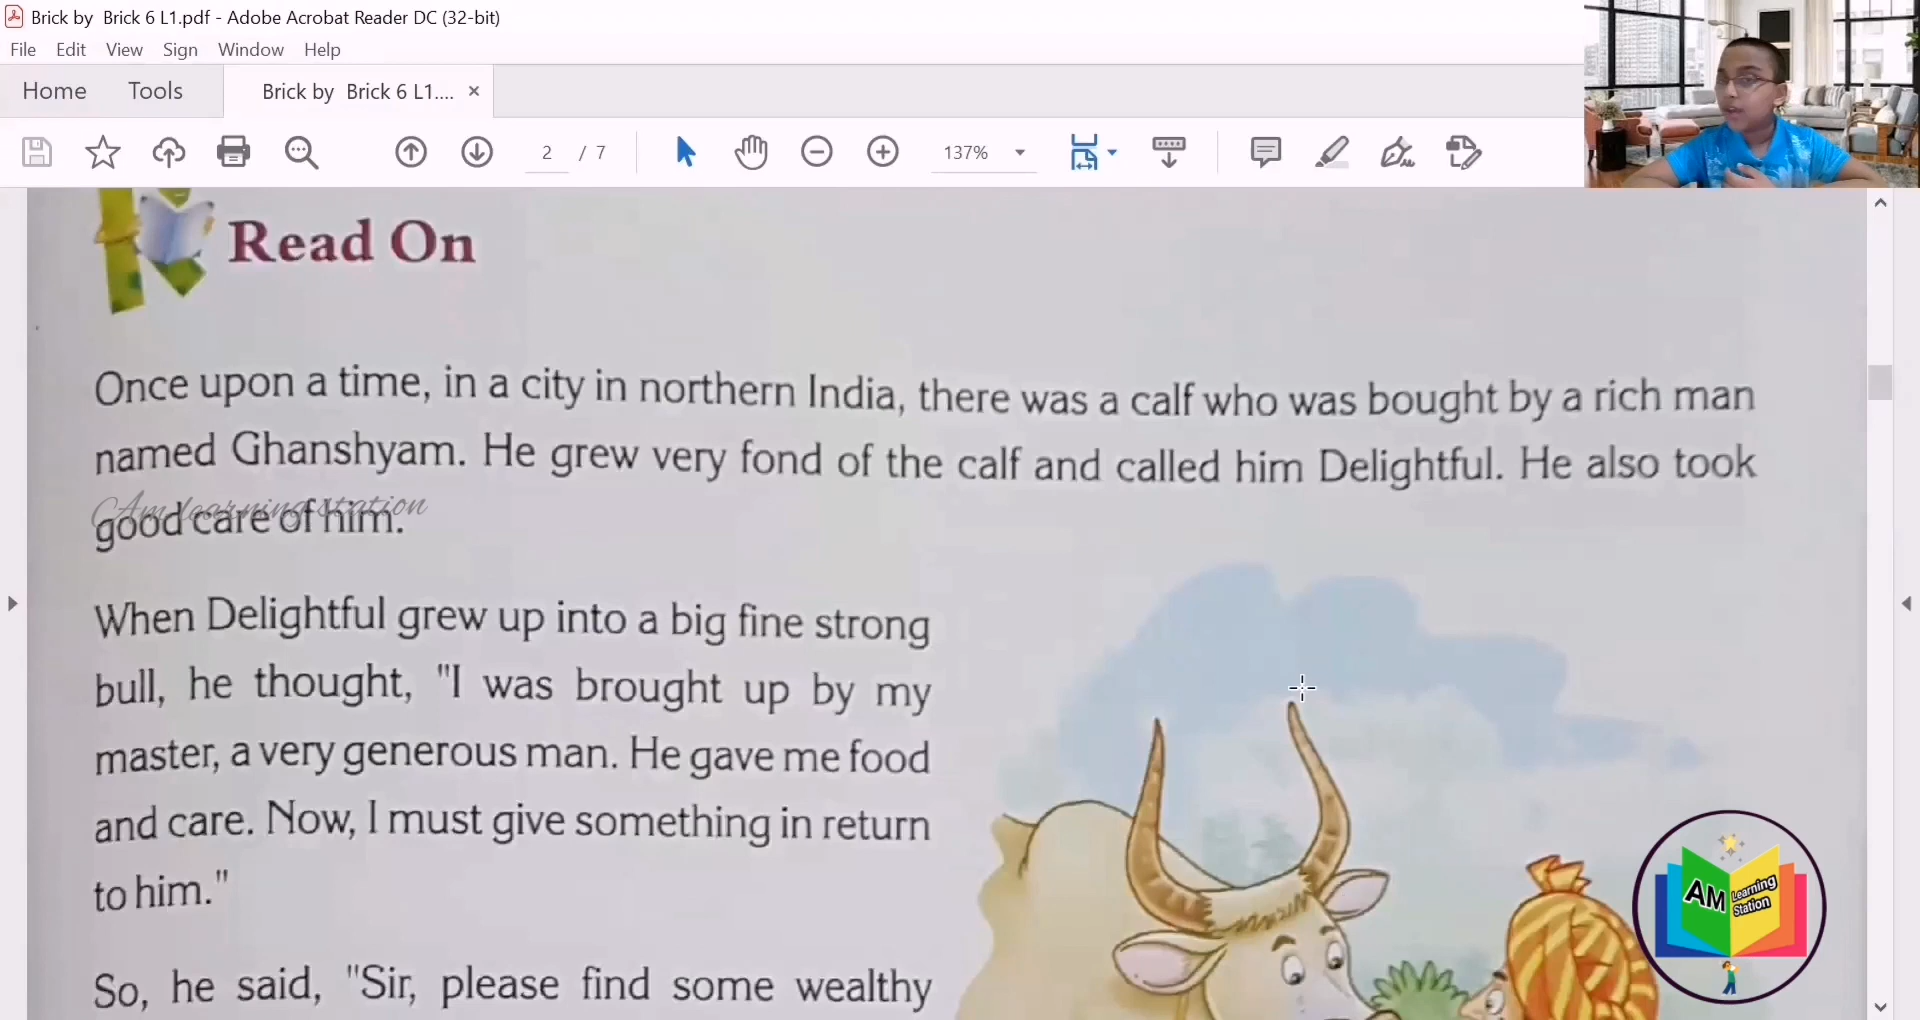 Brick by Brick 6 L1.pdf - Adobe Acrobat Reader DC (32-bit)
File Edit View Sign Window Help
Home Tools Brick by Brick 6 L1....
2 / 7 137%
Read On
Once upon a time, in a city in northern India, there was a calf who was bought by a rich man
named Ghanshyam. He grew very fond of the calf and called him Delightful. He also took
Am learning station
good care of him.
When Delightful grew up into a big fine strong
bull, he thought, "I was brought up by my
master, a very generous man. He gave me food
and care. Now, I must give something in return
to him."
So, he said, "Sir, please find some wealthy
AM Learning
Station